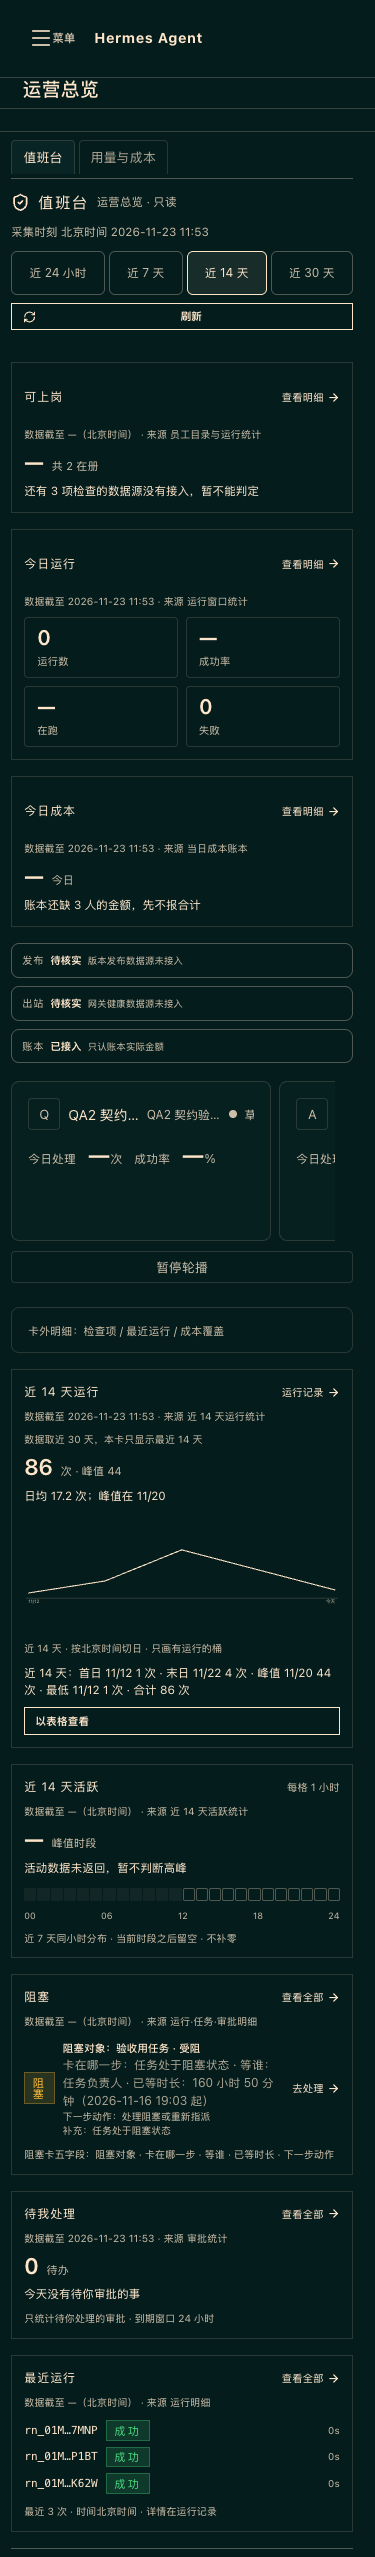 菜单 Hermes Agent
运营总览
值班台 用量与成本
值班台 运营总览 · 只读
采集时刻 北京时间 2026-11-23 11:53
近 24 小时 近 7 天 近 14 天 近 30 天
刷新
可上岗 查看明细 →
数据截至 —（北京时间） · 来源 员工目录与运行统计
— 共 2 在册
还有 3 项检查的数据源没有接入，暂不能判定
今日运行 查看明细 →
数据截至 2026-11-23 11:53 · 来源 运行窗口统计
0 —
运行数 成功率
— 0
在跑 失败
今日成本 查看明细 →
数据截至 2026-11-23 11:53 · 来源 当日成本账本
— 今日
账本还缺 3 人的金额，先不报合计
发布 待核实 版本发布数据源未接入
出站 待核实 网关健康数据源未接入
账本 已接入 只认账本实际金额
Q QA2 契约... QA2 契约验... A
今日处理 —次 成功率 —% 今日处
暂停轮播
卡外明细：检查项 / 最近运行 / 成本覆盖
近 14 天运行 运行记录 →
数据截至 2026-11-23 11:53 · 来源 近 14 天运行统计
数据取近 30 天，本卡只显示最近 14 天
86 次 · 峰值 44
日均 17.2 次；峰值在 11/20
11/12 今天
近 14 天 · 按北京时间切日 · 只画有运行的桶
近 14 天：首日 11/12 1 次 · 末日 11/22 4 次 · 峰值 11/20 44
次 · 最低 11/12 1 次 · 合计 86 次
以表格查看
近 14 天活跃 每格 1 小时
数据截至 —（北京时间） · 来源 近 14 天活跃统计
— 峰值时段
活动数据未返回，暂不判断高峰
00 06 12 18 24
近 7 天同小时分布 · 当前时段之后留空 · 不补零
阻塞 查看全部 →
数据截至 —（北京时间） · 来源 运行·任务·审批明细
阻塞对象：验收用任务 · 受阻
阻塞 卡在哪一步：任务处于阻塞状态 · 等谁：
任务负责人 · 已等时长：160 小时 50 分 去处理 →
钟（2026-11-16 19:03 起）
下一步动作：处理阻塞或重新指派
补充：任务处于阻塞状态
阻塞卡五字段：阻塞对象 · 卡在哪一步 · 等谁 · 已等时长 · 下一步动作
待我处理 查看全部 →
数据截至 2026-11-23 11:53 · 来源 审批统计
0 待办
今天没有待你审批的事
只统计待你处理的审批 · 到期窗口 24 小时
最近运行 查看全部 →
数据截至 —（北京时间） · 来源 运行明细
rn_01M…7MNP 成功 0s
rn_01M…P1BT 成功 0s
rn_01M…K62W 成功 0s
最近 3 次 · 时间北京时间 · 详情在运行记录